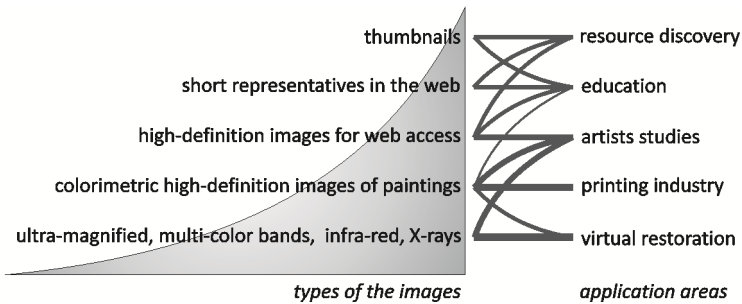 thumbnails resource discovery
short representatives in the web education
high-definition images for web access artists studies
colorimetric high-definition images of paintings printing industry
ultra-magnified, multi-color bands, infra-red, X-rays virtual restoration
types of the images application areas